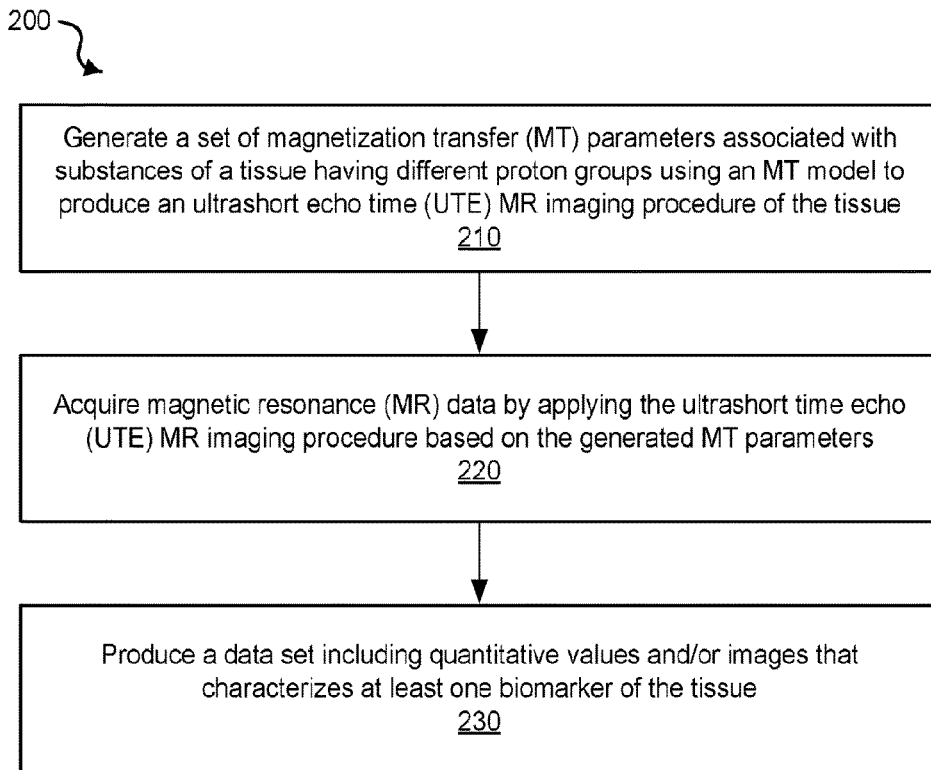 200
Generate a set of magnetization transfer (MT) parameters associated with
substances of a tissue having different proton groups using an MT model to
produce an ultrashort echo time (UTE) MR imaging procedure of the tissue
210
Acquire magnetic resonance (MR) data by applying the ultrashort time echo
(UTE) MR imaging procedure based on the generated MT parameters
220
Produce a data set including quantitative values and/or images that
characterizes at least one biomarker of the tissue
230